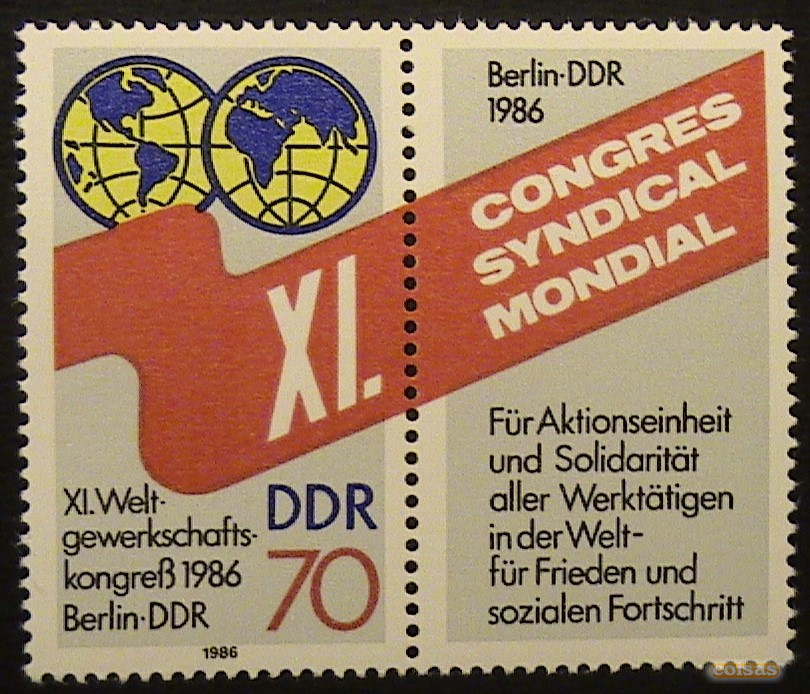 Berlin·DDR
1986
CONGRES
SYNDICAL
MONDIAL
XI.
XI. Welt-
gewerkschafts-
kongreß 1986
Berlin·DDR
DDR
70
1986
Für Aktionseinheit
und Solidarität
aller Werktätigen
in der Welt-
für Frieden und
sozialen Fortschritt
corsas